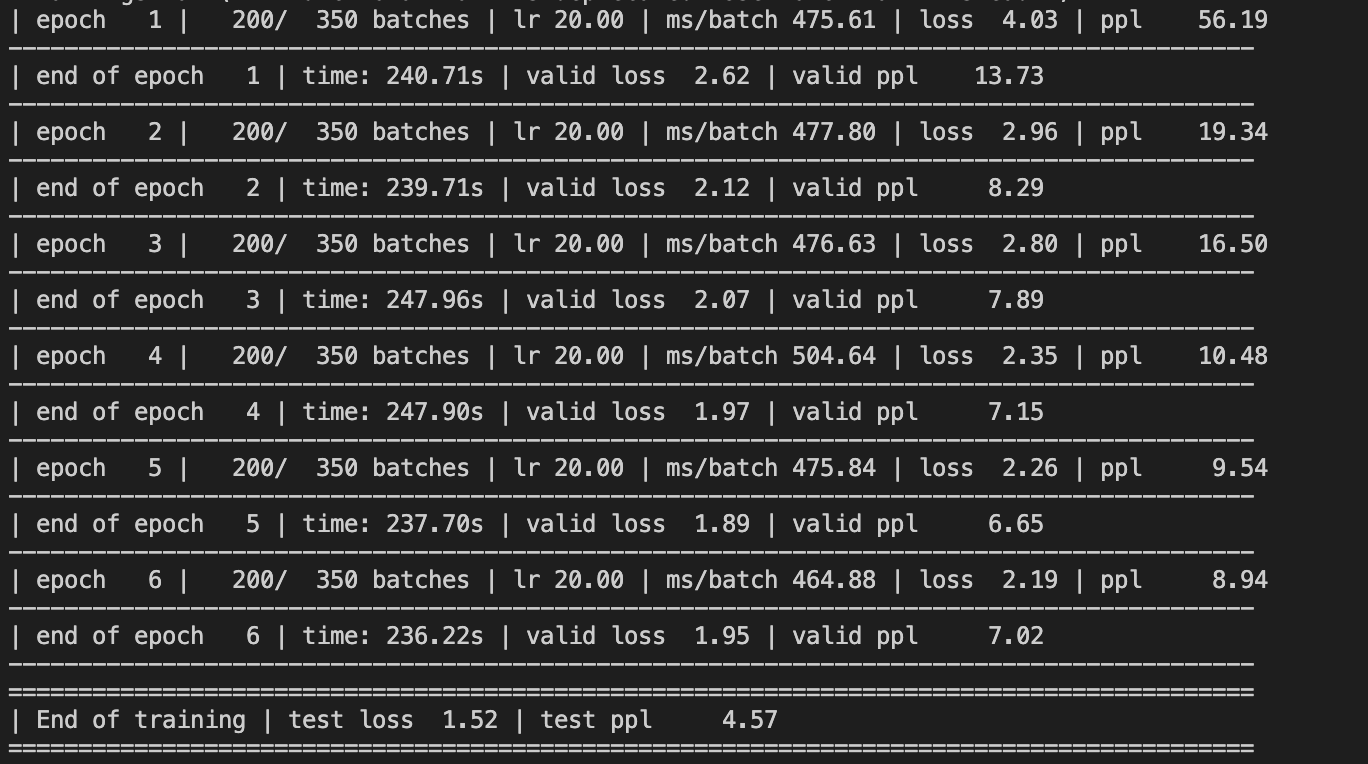 | epoch   1 |   200/  350 batches | lr 20.00 | ms/batch 475.61 | loss  4.03 | ppl    56.19
-----------------------------------------------------------------------------------------
| end of epoch   1 | time: 240.71s | valid loss  2.62 | valid ppl    13.73
-----------------------------------------------------------------------------------------
| epoch   2 |   200/  350 batches | lr 20.00 | ms/batch 477.80 | loss  2.96 | ppl    19.34
-----------------------------------------------------------------------------------------
| end of epoch   2 | time: 239.71s | valid loss  2.12 | valid ppl     8.29
-----------------------------------------------------------------------------------------
| epoch   3 |   200/  350 batches | lr 20.00 | ms/batch 476.63 | loss  2.80 | ppl    16.50
-----------------------------------------------------------------------------------------
| end of epoch   3 | time: 247.96s | valid loss  2.07 | valid ppl     7.89
-----------------------------------------------------------------------------------------
| epoch   4 |   200/  350 batches | lr 20.00 | ms/batch 504.64 | loss  2.35 | ppl    10.48
-----------------------------------------------------------------------------------------
| end of epoch   4 | time: 247.90s | valid loss  1.97 | valid ppl     7.15
-----------------------------------------------------------------------------------------
| epoch   5 |   200/  350 batches | lr 20.00 | ms/batch 475.84 | loss  2.26 | ppl     9.54
-----------------------------------------------------------------------------------------
| end of epoch   5 | time: 237.70s | valid loss  1.89 | valid ppl     6.65
-----------------------------------------------------------------------------------------
| epoch   6 |   200/  350 batches | lr 20.00 | ms/batch 464.88 | loss  2.19 | ppl     8.94
-----------------------------------------------------------------------------------------
| end of epoch   6 | time: 236.22s | valid loss  1.95 | valid ppl     7.02
-----------------------------------------------------------------------------------------
=========================================================================================
| End of training | test loss  1.52 | test ppl     4.57
=========================================================================================